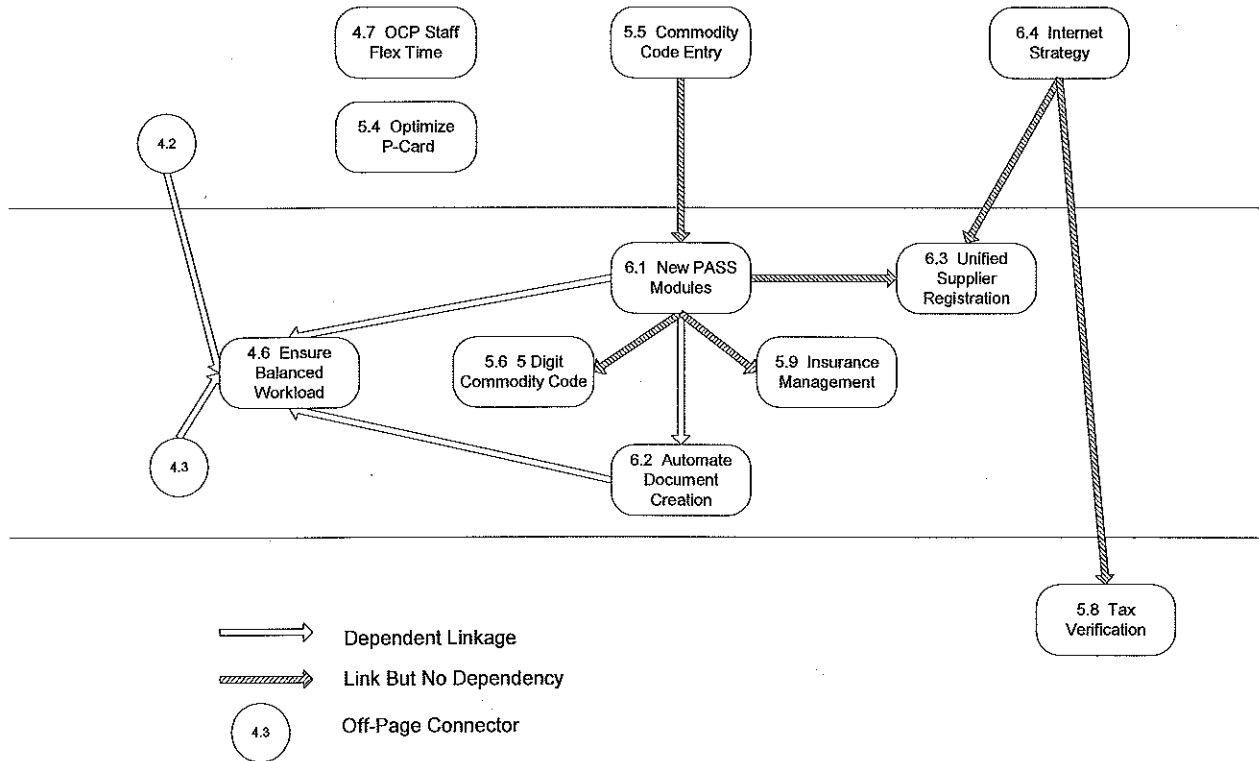 4.7 OCP Staff
Flex Time
5.5 Commodity
Code Entry
6.4 Internet
Strategy
5.4 Optimize
P-Card
4.2
6.1 New PASS
Modules
6.3 Unified
Supplier
Registration
4.6 Ensure
Balanced
Workload
5.6 5 Digit
Commodity Code
5.9 Insurance
Management
4.3
6.2 Automate
Document
Creation
5.8 Tax
Verification
Dependent Linkage
Link But No Dependency
4.3
Off-Page Connector